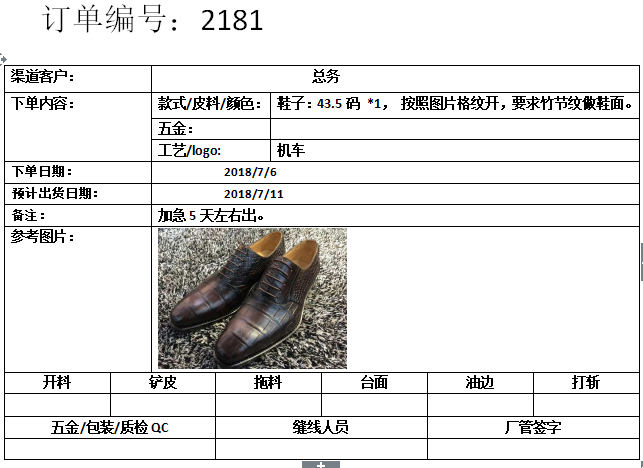 订单编号：2181
渠道客户： 总务
下单内容： 款式/皮料/颜色： 鞋子：43.5码 *1， 按照图片格纹开，要求竹节纹做鞋面。
五金：
工艺/logo: 机车
下单日期： 2018/7/6
预计出货日期： 2018/7/11
备注： 加急5天左右出。
参考图片：
开料 铲皮 拖料 台面 油边 打斩
五金/包装/质检QC 缝线人员 厂管签字